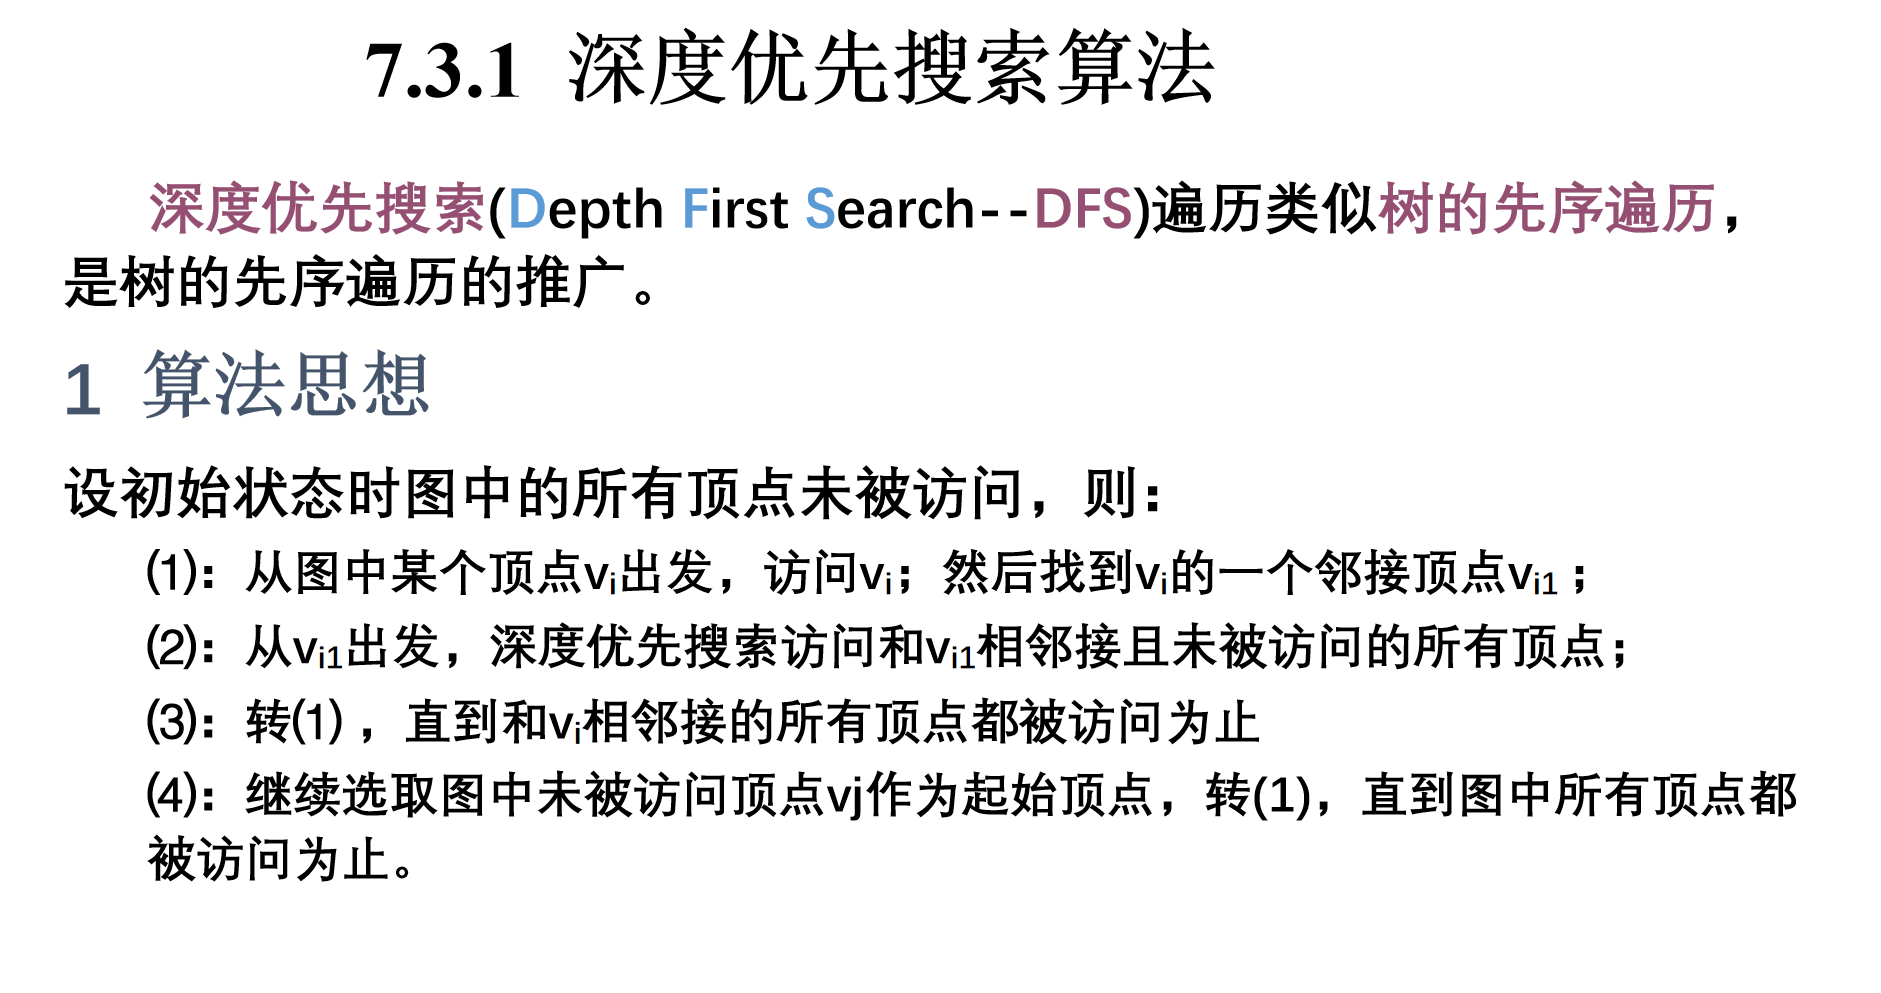 7.3.1 深度优先搜索算法
深度优先搜索(Depth First Search--DFS)遍历类似树的先序遍历，
是树的先序遍历的推广。
1 算法思想
设初始状态时图中的所有顶点未被访问，则：
⑴：从图中某个顶点vi出发，访问vi；然后找到vi的一个邻接顶点vi1；
⑵：从vi1出发，深度优先搜索访问和vi1相邻接且未被访问的所有顶点；
⑶：转⑴，直到和vi相邻接的所有顶点都被访问为止
⑷：继续选取图中未被访问顶点vj作为起始顶点，转(1)，直到图中所有顶点都
被访问为止。